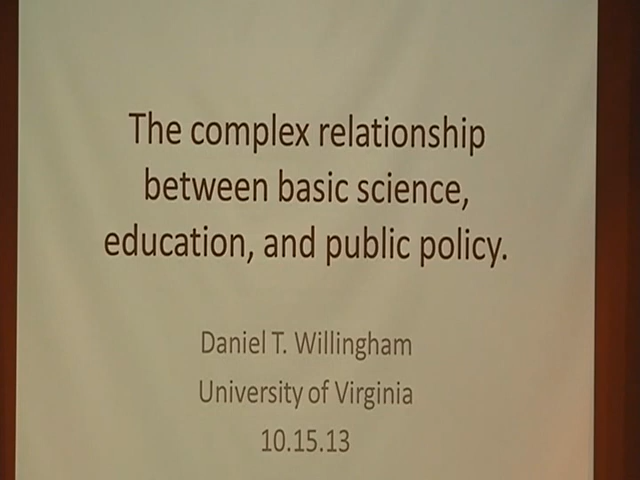 The complex relationship
between basic science,
education, and public policy.
Daniel T. Willingham
University of Virginia
10.15.13